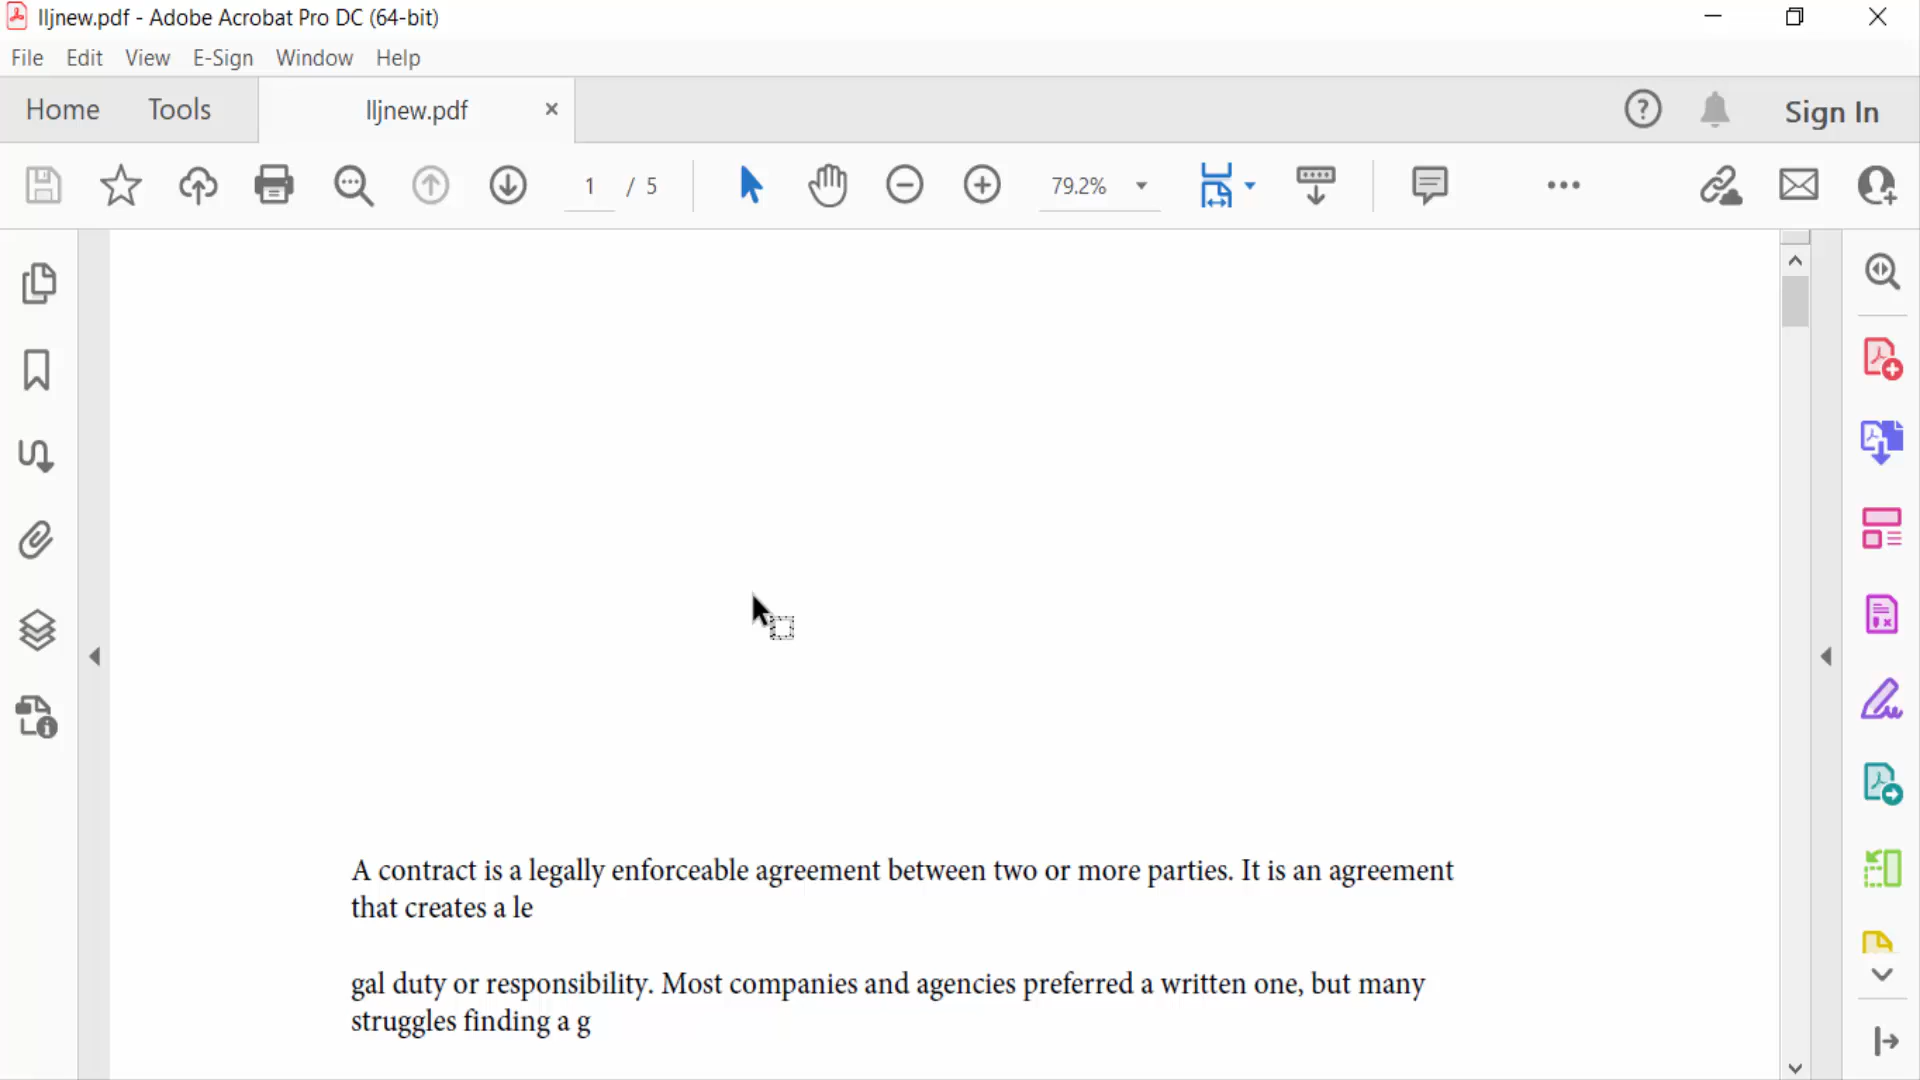 lljnew.pdf - Adobe Acrobat Pro DC (64-bit)
File Edit View E-Sign Window Help
Home Tools lljnew.pdf × Sign In
1 / 5 79.2%
A contract is a legally enforceable agreement between two or more parties. It is an agreement
that creates a le
gal duty or responsibility. Most companies and agencies preferred a written one, but many
struggles finding a g